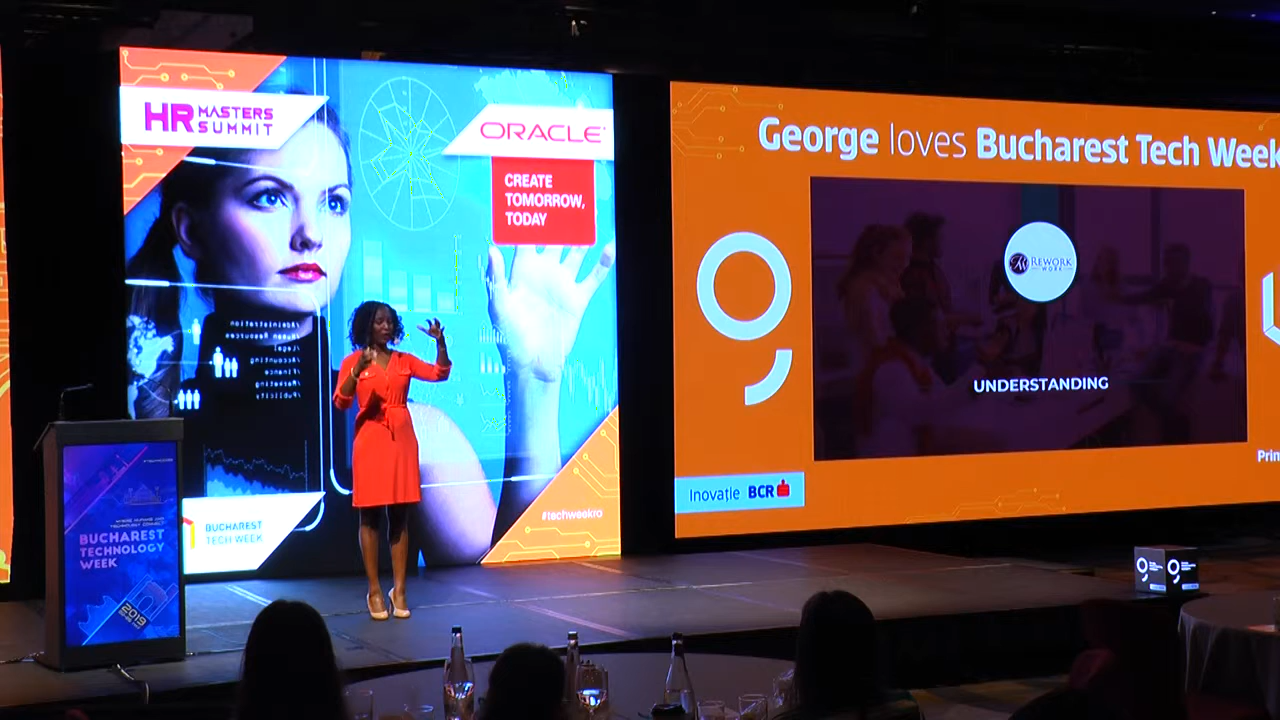 HR MASTERS
SUMMIT
ORACLE
CREATE
TOMORROW,
TODAY
#techweekro
BUCHAREST
TECH WEEK
BUCHAREST
TECHNOLOGY
WEEK
2019
George loves Bucharest Tech Week
REWORK
WORK
UNDERSTANDING
Inovație BCR